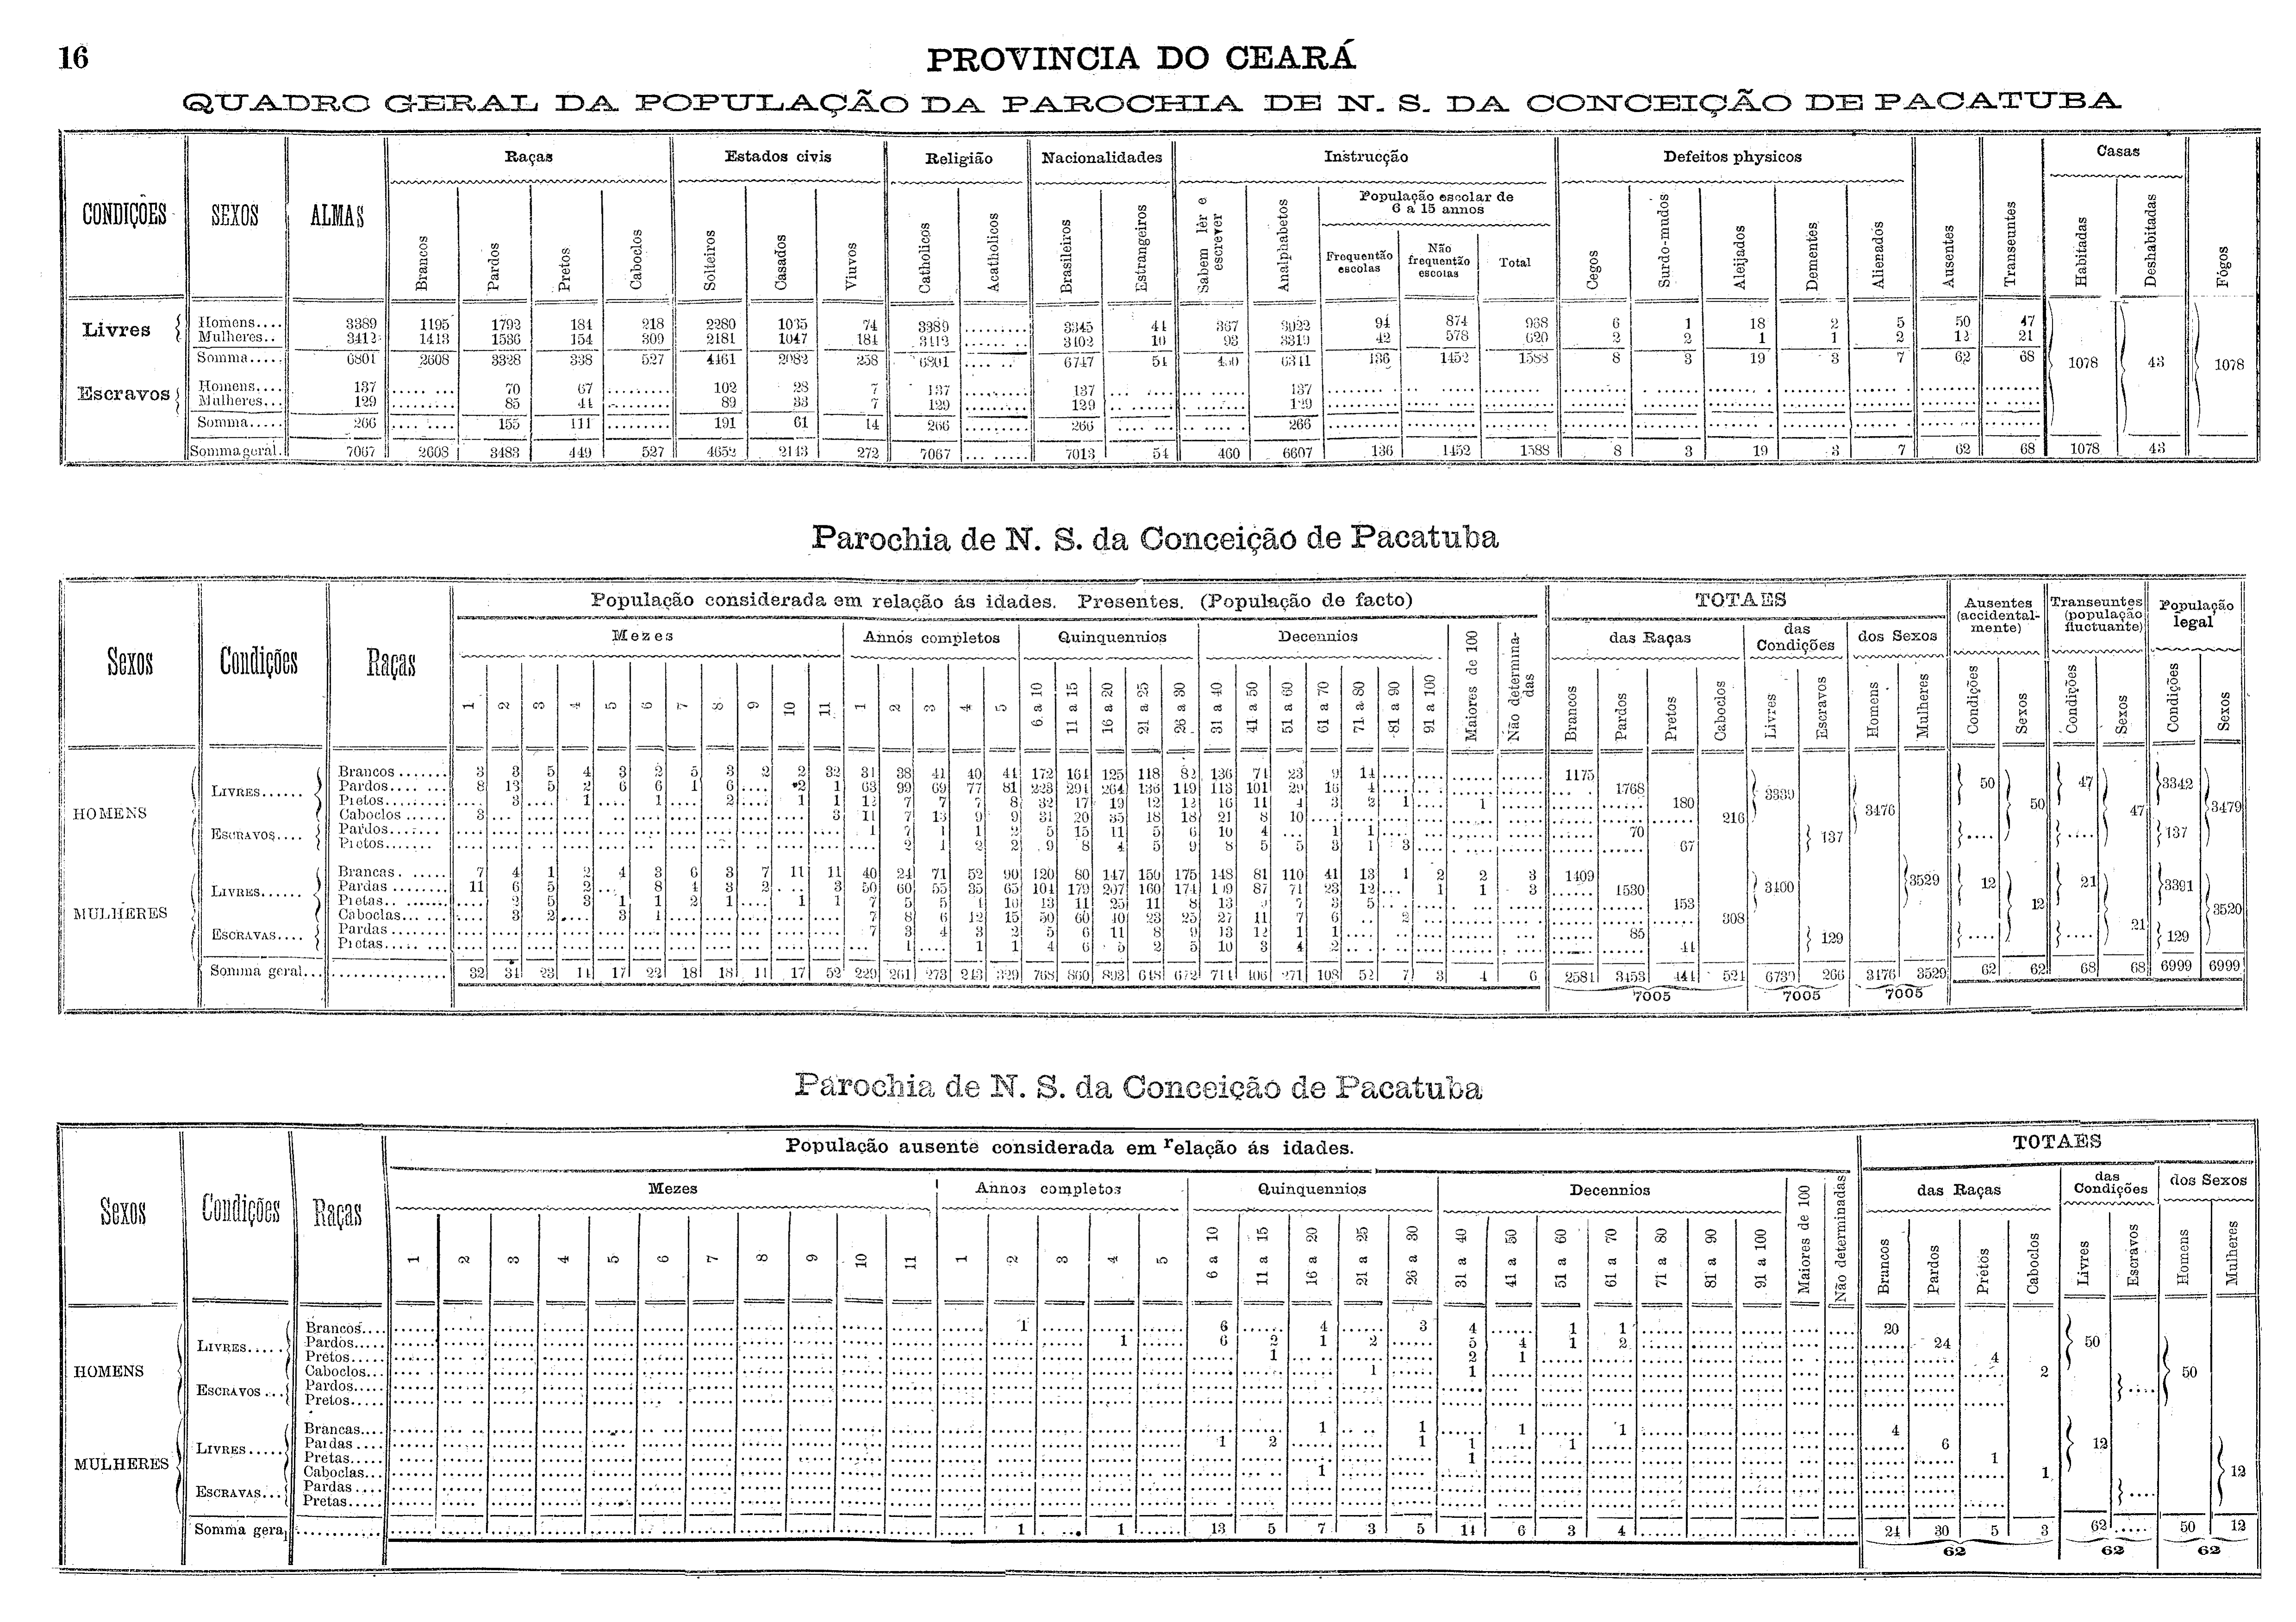 16
PROVINCIA DO CEARÁ
QUADRO GERAL DA POPULAÇÃO DA PAROCHIA DE N. S. DA CONCEIÇÃO DE PACATUBA
CONDIÇÕES SEXOS ALMAS Raças Estados civis Religião Nacionalidades Instrucção Defeitos physicos Ausentes Transeuntes Casas Fógos
População escolar de 6 a 15 annos
Brancos Pardos Pretos Caboclos Solteiros Casados Viuvos Catholicos Acatholicos Brasileiros Estrangeiros Sabem lêr e escrever Analphabetos Frequentão escolas Não frequentão escolas Total Cegos Surdo-mudos Aleijados Dementes Alienados Habitadas Deshabitadas
Livres Homens.... 3389 1195 1792 184 218 2280 1035 74 3389 ......... 3345 44 367 3022 94 874 968 6 1 18 2 5 50 47
Mulheres.. 3412 1413 1536 154 309 2181 1047 184 3412 ......... 3402 10 93 3319 42 578 620 2 2 1 1 2 12 21
Somma..... 6801 2608 3328 338 527 4461 2082 258 6801 ......... 6747 54 460 6341 136 1452 1588 8 3 19 3 7 62 68 1078 43 1078
Escravos Homens.... 137 ......... 70 67 ......... 102 28 7 137 ......... 137 ......... ......... 137
Mulheres... 129 ......... 85 44 ......... 89 33 7 129 ......... 129 ......... ......... 129
Somma..... 266 ......... 155 111 ......... 191 61 14 266 ......... 266 ......... ......... 266
Somma geral. 7067 2608 3483 449 527 4652 2143 272 7067 ......... 7013 54 460 6607 136 1452 1588 8 3 19 3 7 62 68 1078 43
Parochia de N. S. da Conceição de Pacatuba
Sexos Condições Raças População considerada em relação ás idades. Presentes. (População de facto) TOTAES Ausentes (accidentalmente) Transeuntes (população fluctuante) População legal
Mezes Annos completos Quinquennios Decennios Maiores de 100 Não determinadas das Raças das Condições dos Sexos
1 2 3 4 5 6 7 8 9 10 11 1 2 3 4 5 6 a 10 11 a 15 16 a 20 21 a 25 26 a 30 31 a 40 41 a 50 51 a 60 61 a 70 71 a 80 81 a 90 91 a 100 Brancos Pardos Pretos Caboclos Livres Escravos Homens Mulheres Condições Sexos Condições Sexos Condições Sexos
HOMENS LIVRES...... Brancos ....... 3 3 5 4 3 2 5 3 2 2 32 31 38 41 40 41 172 164 125 118 82 136 74 23 9 14 .... .... ...... ...... 1175
Pardos.... 8 13 5 2 6 6 1 6 .... 2 1 63 99 69 77 81 223 291 264 136 119 113 101 29 16 4 1768 3339 50 47 3342
Pretos .... 3 .... 1 .... 1 .... 2 .... 1 1 12 7 7 7 8 32 17 19 12 12 16 11 4 3 2 1 .... 1 180
Caboclos ...... 3 3 11 7 13 9 9 31 20 35 18 18 21 8 10 216 3476 50 47 3479
ESCRAVOS.... Pardos....... 1 7 1 1 2 5 15 11 5 6 10 4 ... 1 1 70 137 137
Pretos....... 2 1 2 2 9 8 4 5 9 8 5 5 3 1 3 67
MULHERES LIVRES...... Brancas. ..... 7 4 1 2 4 3 6 3 7 11 11 40 24 71 52 90 120 80 147 150 175 148 81 110 41 13 1 2 2 3 1409
Pardas ........ 11 6 5 2 ... 8 4 3 2 ... 3 50 60 55 35 65 104 179 207 160 174 87 71 23 12 ... 1 1 3 1530 3400 3529 12 21 3391
Pretas.. ...... 2 5 3 1 1 2 1 .... 1 1 7 5 5 10 13 11 25 11 8 13 7 3 5 153
Caboclas... 3 2 .... 3 1 7 8 6 12 15 50 60 40 23 25 27 11 7 6 .. 2 308 12 21 3520
ESCRAVAS.... Pardas ....... 7 3 4 3 2 5 6 11 8 9 13 12 1 1 85 129 129
Pretas..... 1 .... 1 1 4 6 5 2 5 10 3 4 2 44
Somma geral... 32 34 23 14 17 22 18 18 11 17 52 229 261 273 243 329 768 860 893 648 672 711 406 271 108 52 7 3 4 6 2581 3453 444 524 6739 266 3476 3529 62 62 68 68 6999 6999
7005 7005 7005
Parochia de N. S. da Conceição de Pacatuba
Sexos Condições Raças População ausente considerada em relação ás idades. TOTAES
Mezes Annos completos Quinquennios Decennios Maiores de 100 Não determinadas das Raças das Condições dos Sexos
1 2 3 4 5 6 7 8 9 10 11 1 2 3 4 5 6 a 10 11 a 15 16 a 20 21 a 25 26 a 30 31 a 40 41 a 50 51 a 60 61 a 70 71 a 80 81 a 90 91 a 100 Brancos Pardos Pretos Caboclos Livres Escravos Homens Mulheres
HOMENS LIVRES..... Brancos.... 1 6 4 3 4 1 1 20
Pardos..... 1 6 2 1 2 5 4 1 2 24 50
Pretos..... 1 2 1 4
Caboclos... 1 1 2 50
ESCRAVOS ... Pardos.....
Pretos.....
MULHERES LIVRES..... Brancas.... 1 1 1 1 4
Pardas .... 1 2 1 1 1 6 12
Pretas..... 1 1
Caboclas... 1 1 12
ESCRAVAS... Pardas ....
Pretas.....
Somma gera 1 1 13 5 7 3 5 14 6 3 4 24 30 5 3 62 ..... 50 12
62 62 62